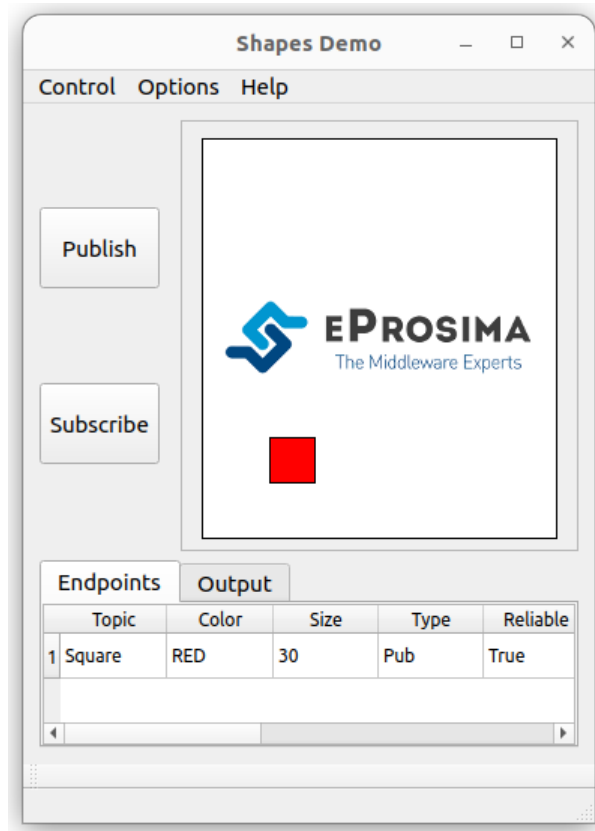 Shapes Demo
Control Options Help
Publish
EPROSIMA
The Middleware Experts
Subscribe
Endpoints Output
Topic Color Size Type Reliable
1 Square RED 30 Pub True